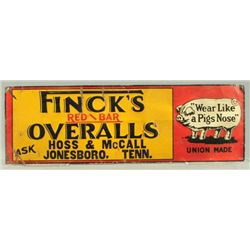 FINCK'S
RED BAR
OVERALLS
ASK HOSS & McCALL
JONESBORO, TENN.
"Wear Like
a Pigs Nose"
UNION MADE